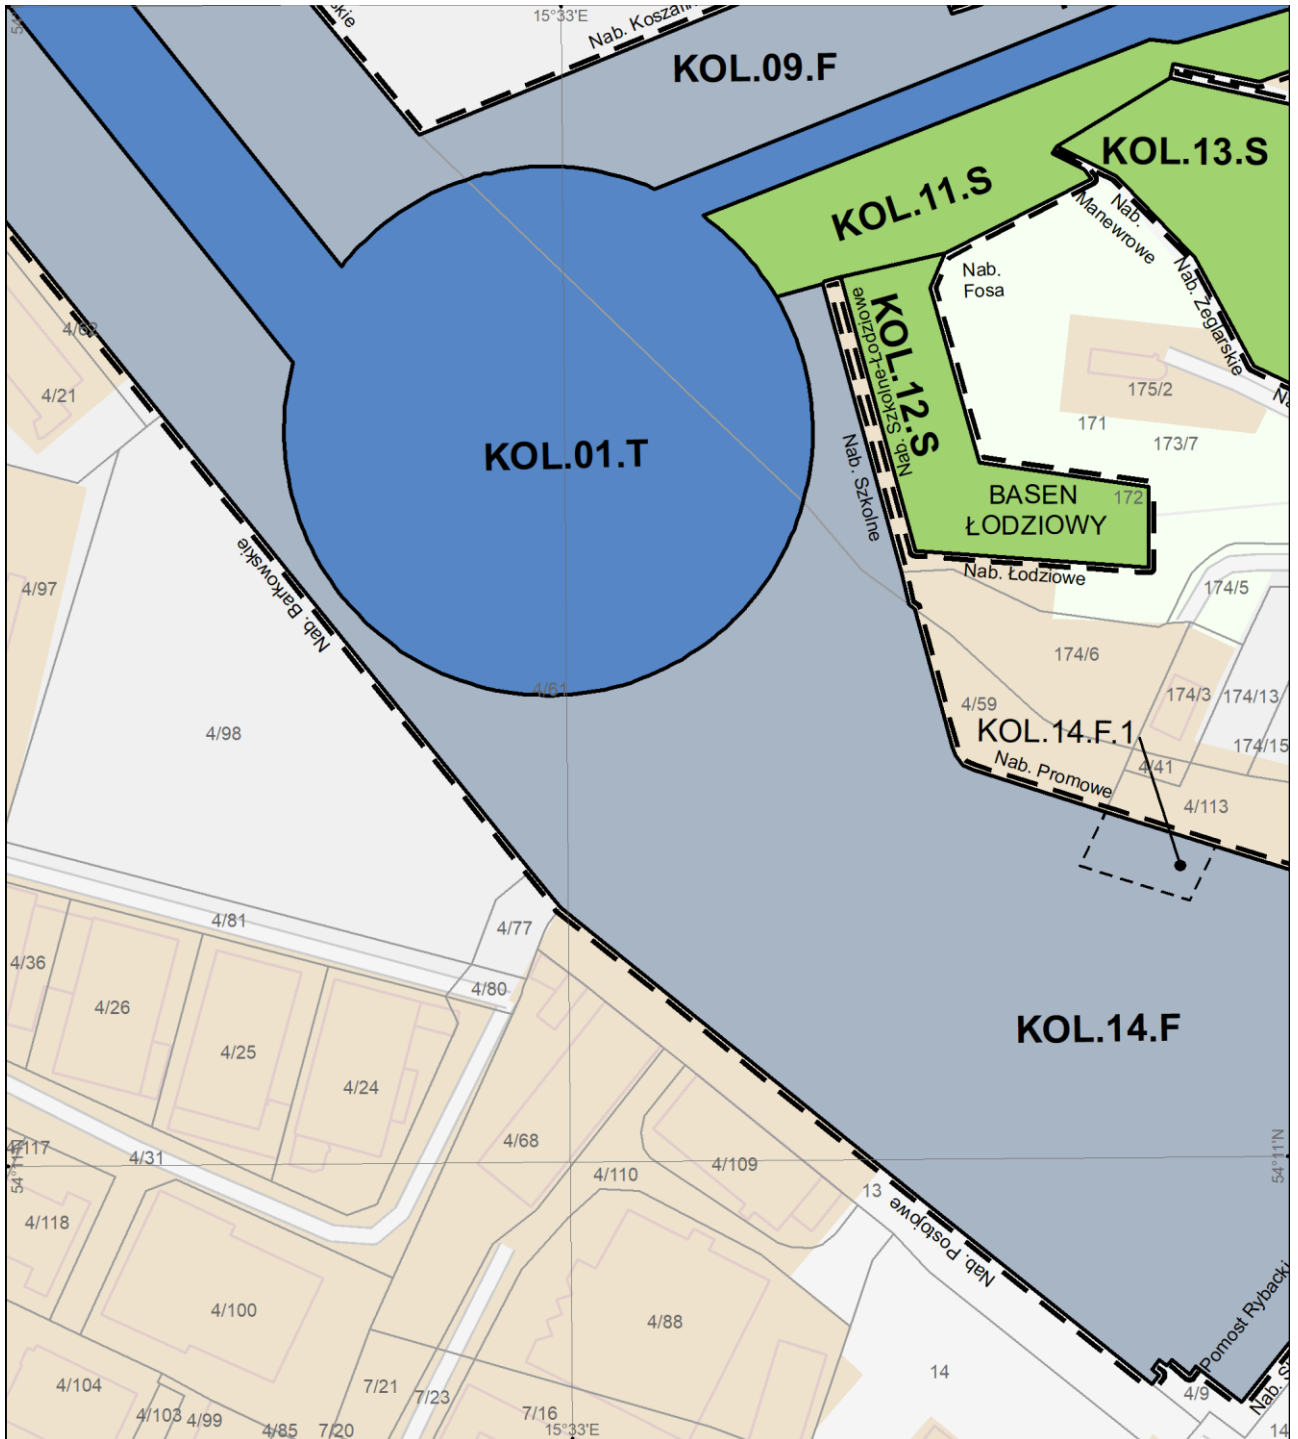 15°33'E
Nab. Koszali
KOL.09.F
KOL.13.S
KOL.11.S
Nab.
Manewrowe
Nab. Żeglarskie
Nab.
Fosa
KOL.12.S
Nab. Szkolne-Łodziowe
4/62
4/21
175/2
171
173/7
KOL.01.T
Nab. Szkolne
BASEN
ŁODZIOWY
172
Nab. Barkowskie
Nab. Łodziowe
4/97
174/5
174/6
4/61
174/3
174/13
4/59
4/98
KOL.14.F.1
174/15
4/41
Nab. Promowe
4/113
4/81
4/77
4/36
4/80
4/26
KOL.14.F
4/25
4/24
4/68
4/117
4/31
4/110
4/109
54°11'N
13
4/118
Nab. Postojowe
4/100
4/88
Pomost Rybacki
14
4/104
7/21
7/23
4/9
4/103
4/99
4/85
7/20
7/16
15°33'E
14